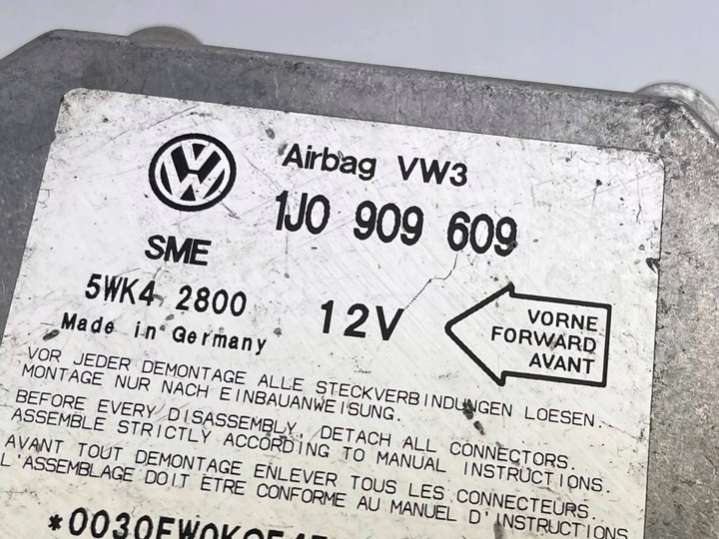 Airbag VW3
1J0 909 609
SME
5WK4 2800
12V
Made in Germany
VORNE
FORWARD
AVANT
VOR JEDER DEMONTAGE ALLE STECKVERBINDUNGEN LOESEN.
MONTAGE NUR NACH EINBAUANWEISUNG.
BEFORE EVERY DISASSEMBLY, DETACH ALL CONNECTORS.
ASSEMBLE STRICTLY ACCORDING TO MANUAL INSTRUCTIONS.
AVANT TOUT DEMONTAGE ENLEVER TOUS LES CONNECTEURS.
L'ASSEMBLAGE DOIT ETRE CONFORME AU MANUEL D'INSTRUCTIONS